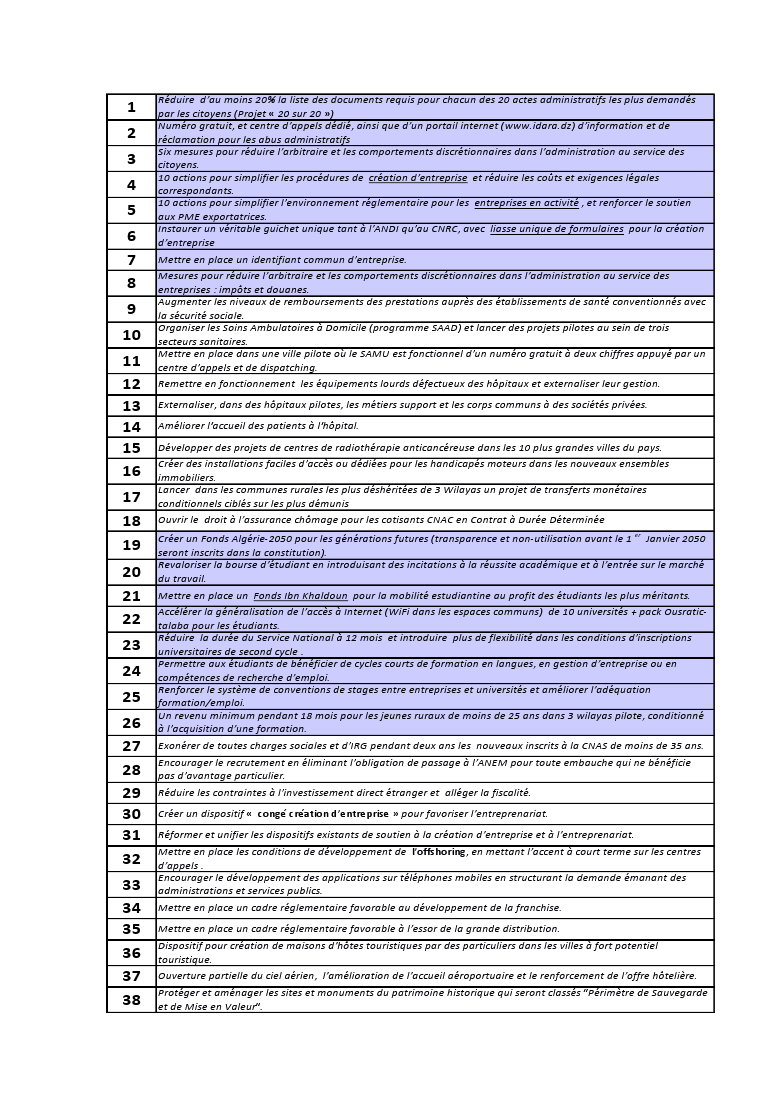 1 Réduire d'au moins 20% la liste des documents requis pour chacun des 20 actes administratifs les plus demandés
par les citoyens (Projet « 20 sur 20 »)
2 Numéro gratuit, et centre d'appels dédié, ainsi que d'un portail internet (www.idara.dz) d'information et de
réclamation pour les abus administratifs
3 Six mesures pour réduire l'arbitraire et les comportements discrétionnaires dans l'administration au service des
citoyens.
4 10 actions pour simplifier les procédures de création d'entreprise et réduire les coûts et exigences légales
correspondants.
5 10 actions pour simplifier l'environnement réglementaire pour les entreprises en activité , et renforcer le soutien
aux PME exportatrices.
6 Instaurer un véritable guichet unique tant à l'ANDI qu'au CNRC, avec liasse unique de formulaires pour la création
d'entreprise
7 Mettre en place un identifiant commun d'entreprise.
8 Mesures pour réduire l'arbitraire et les comportements discrétionnaires dans l'administration au service des
entreprises : impôts et douanes.
9 Augmenter les niveaux de remboursements des prestations auprès des établissements de santé conventionnés avec
la sécurité sociale.
10 Organiser les Soins Ambulatoires à Domicile (programme SAAD) et lancer des projets pilotes au sein de trois
secteurs sanitaires.
11 Mettre en place dans une ville pilote où le SAMU est fonctionnel d'un numéro gratuit à deux chiffres appuyé par un
centre d'appels et de dispatching.
12 Remettre en fonctionnement les équipements lourds défectueux des hôpitaux et externaliser leur gestion.
13 Externaliser, dans des hôpitaux pilotes, les métiers support et les corps communs à des sociétés privées.
14 Améliorer l'accueil des patients à l'hôpital.
15 Développer des projets de centres de radiothérapie anticancéreuse dans les 10 plus grandes villes du pays.
16 Créer des installations faciles d'accès ou dédiées pour les handicapés moteurs dans les nouveaux ensembles
immobiliers.
17 Lancer dans les communes rurales les plus déshéritées de 3 Wilayas un projet de transferts monétaires
conditionnels ciblés sur les plus démunis
18 Ouvrir le droit à l'assurance chômage pour les cotisants CNAC en Contrat à Durée Déterminée
19 Créer un Fonds Algérie-2050 pour les générations futures (transparence et non-utilisation avant le 1er Janvier 2050
seront inscrits dans la constitution).
20 Revaloriser la bourse d'étudiant en introduisant des incitations à la réussite académique et à l'entrée sur le marché
du travail.
21 Mettre en place un Fonds Ibn Khaldoun pour la mobilité estudiantine au profit des étudiants les plus méritants.
22 Accélérer la généralisation de l'accès à Internet (WiFi dans les espaces communs) de 10 universités + pack Ousratic-
talaba pour les étudiants.
23 Réduire la durée du Service National à 12 mois et introduire plus de flexibilité dans les conditions d'inscriptions
universitaires de second cycle .
24 Permettre aux étudiants de bénéficier de cycles courts de formation en langues, en gestion d'entreprise ou en
compétences de recherche d'emploi.
25 Renforcer le système de conventions de stages entre entreprises et universités et améliorer l'adéquation
formation/emploi.
26 Un revenu minimum pendant 18 mois pour les jeunes ruraux de moins de 25 ans dans 3 wilayas pilote, conditionné
à l'acquisition d'une formation.
27 Exonérer de toutes charges sociales et d'IRG pendant deux ans les nouveaux inscrits à la CNAS de moins de 35 ans.
28 Encourager le recrutement en éliminant l'obligation de passage à l'ANEM pour toute embauche qui ne bénéficie
pas d'avantage particulier.
29 Réduire les contraintes à l'investissement direct étranger et alléger la fiscalité.
30 Créer un dispositif « congé création d'entreprise » pour favoriser l'entreprenariat.
31 Réformer et unifier les dispositifs existants de soutien à la création d'entreprise et à l'entreprenariat.
32 Mettre en place les conditions de développement de l'offshoring, en mettant l'accent à court terme sur les centres
d'appels .
33 Encourager le développement des applications sur téléphones mobiles en structurant la demande émanant des
administrations et services publics.
34 Mettre en place un cadre réglementaire favorable au développement de la franchise.
35 Mettre en place un cadre réglementaire favorable à l'essor de la grande distribution.
36 Dispositif pour création de maisons d'hôtes touristiques par des particuliers dans les villes à fort potentiel
touristique.
37 Ouverture partielle du ciel aérien, l'amélioration de l'accueil aéroportuaire et le renforcement de l'offre hôtelière.
38 Protéger et aménager les sites et monuments du patrimoine historique qui seront classés "Périmètre de Sauvegarde
et de Mise en Valeur".